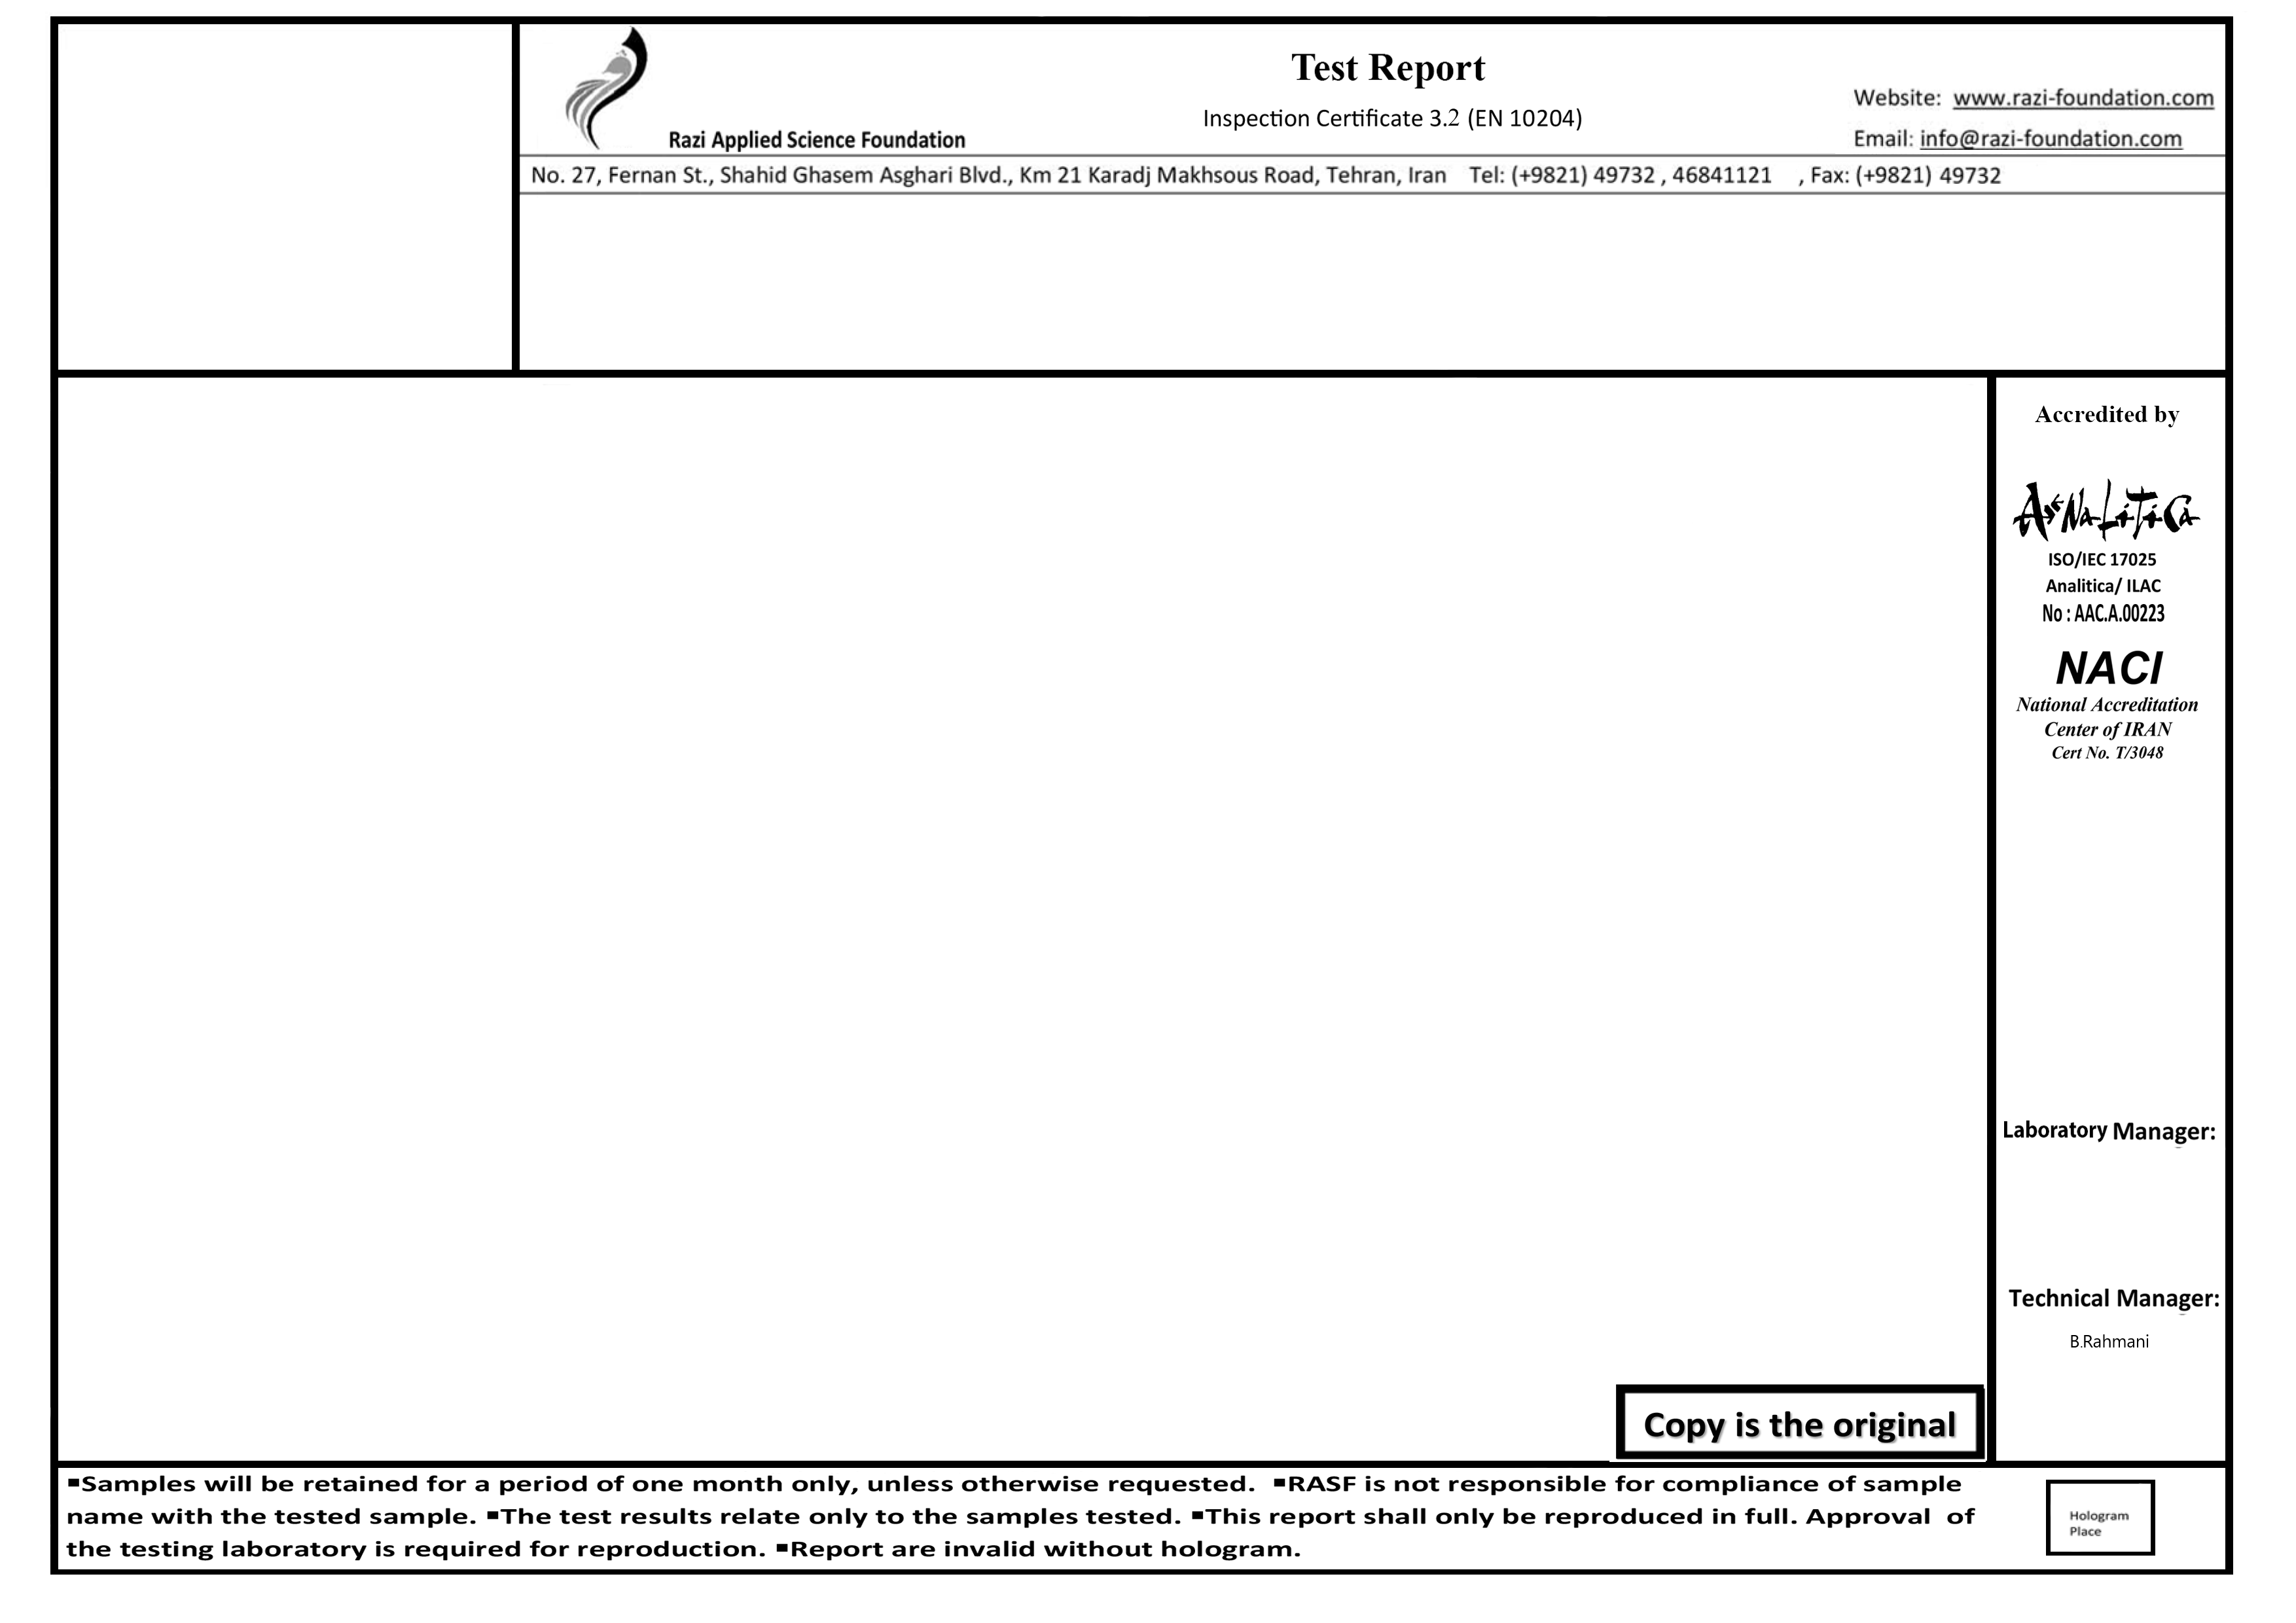 Test Report
Inspection Certificate 3.2 (EN 10204)
Razi Applied Science Foundation
Website: www.razi-foundation.com
Email: info@razi-foundation.com
No. 27, Fernan St., Shahid Ghasem Asghari Blvd., Km 21 Karadj Makhsous Road, Tehran, Iran Tel: (+9821) 49732 , 46841121 , Fax: (+9821) 49732
Accredited by
ANALITICA
ISO/IEC 17025
Analitica/ ILAC
No : AAC.A.00223
NACI
National Accreditation
Center of IRAN
Cert No. T/3048
Laboratory Manager:
Technical Manager:
B.Rahmani
Copy is the original
▪Samples will be retained for a period of one month only, unless otherwise requested. ▪RASF is not responsible for compliance of sample
name with the tested sample. ▪The test results relate only to the samples tested. ▪This report shall only be reproduced in full. Approval of
the testing laboratory is required for reproduction. ▪Report are invalid without hologram.
Hologram
Place